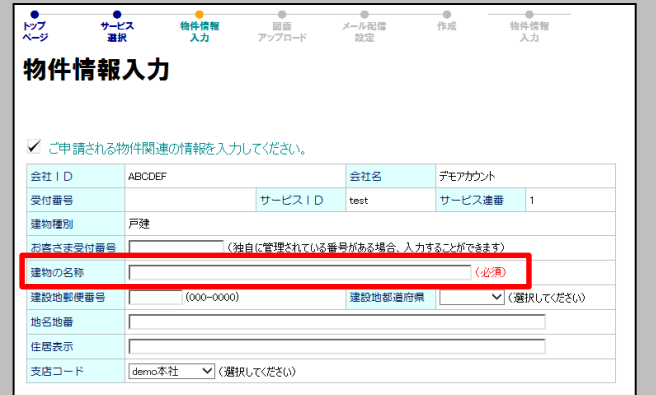 トップ
ページ
サービス
選択
物件情報
入力
図面
アップロード
メール配信
設定
作成
物件情報
入力
物件情報入力
✓ ご申請される物件関連の情報を入力してください。
会社ID ABCDEF 会社名 デモアカウント
受付番号 サービスID test サービス連番 1
建物種別 戸建
お客さま受付番号 (独自に管理されている番号がある場合、入力することができます)
建物の名称 (必須)
建設地郵便番号 (000-0000) 建設地都道府県 (選択してください)
地名地番
住居表示
支店コード demo本社 (選択してください)